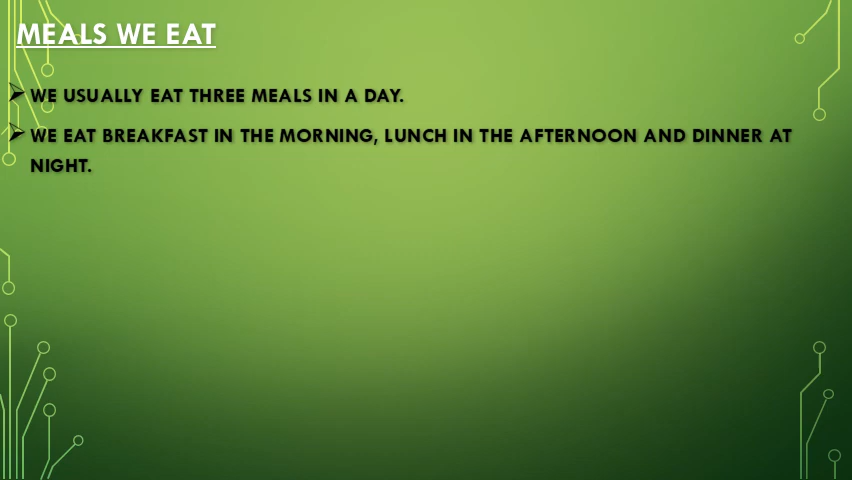 MEALS WE EAT
WE USUALLY EAT THREE MEALS IN A DAY.
WE EAT BREAKFAST IN THE MORNING, LUNCH IN THE AFTERNOON AND DINNER AT
NIGHT.